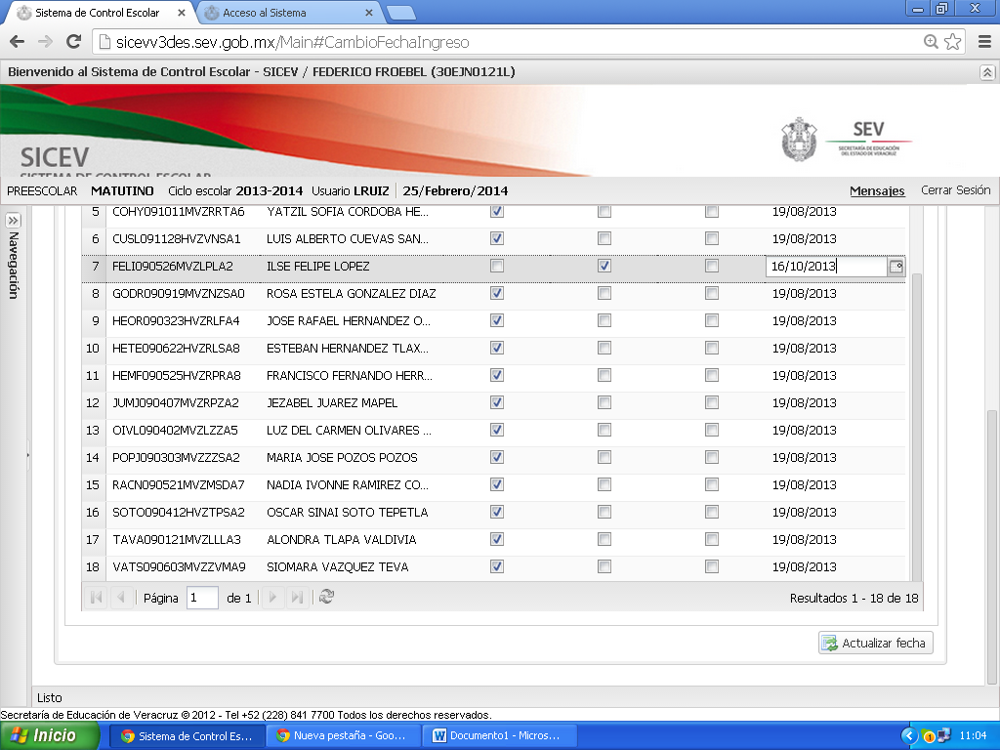 Sistema de Control Escolar
Acceso al Sistema
sicevv3des.sev.gob.mx/Main#CambioFechaIngreso
Bienvenido al Sistema de Control Escolar - SICEV / FEDERICO FROEBEL (30EJN0121L)
SICEV
SISTEMA DE CONTROL ESCOLAR
SEV
SECRETARÍA DE EDUCACIÓN
DEL ESTADO DE VERACRUZ
PREESCOLAR MATUTINO Ciclo escolar 2013-2014 Usuario LRUIZ 25/Febrero/2014 Mensajes Cerrar Sesión
Navegación
5 COHY091011MVZRRTA6 YATZIL SOFIA CORDOBA HE... 19/08/2013
6 CUSL091128HVZVNSA1 LUIS ALBERTO CUEVAS SAN... 19/08/2013
7 FELI090526MVZLPLA2 ILSE FELIPE LOPEZ 16/10/2013
8 GODR090919MVZNZSA0 ROSA ESTELA GONZALEZ DIAZ 19/08/2013
9 HEOR090323HVZRLFA4 JOSE RAFAEL HERNANDEZ O... 19/08/2013
10 HETE090622HVZRLSA8 ESTEBAN HERNANDEZ TLAX... 19/08/2013
11 HEMF090525HVZRPRA8 FRANCISCO FERNANDO HERR... 19/08/2013
12 JUMJ090407MVZRPZA2 JEZABEL JUAREZ MAPEL 19/08/2013
13 OIVL090402MVZLZZA5 LUZ DEL CARMEN OLIVARES ... 19/08/2013
14 POPJ090303MVZZZSA2 MARIA JOSE POZOS POZOS 19/08/2013
15 RACN090521MVZMSDA7 NADIA IVONNE RAMIREZ CO... 19/08/2013
16 SOTO090412HVZTPSA2 OSCAR SINAI SOTO TEPETLA 19/08/2013
17 TAVA090121MVZLLLA3 ALONDRA TLAPA VALDIVIA 19/08/2013
18 VATS090603MVZZVMA9 SIOMARA VAZQUEZ TEVA 19/08/2013
Página 1 de 1 Resultados 1 - 18 de 18
Actualizar fecha
Listo
Secretaría de Educación de Veracruz © 2012 - Tel +52 (228) 841 7700 Todos los derechos reservados.
Inicio Sistema de Control Es... Nueva pestaña - Goo... Documento1 - Micros... 11:04